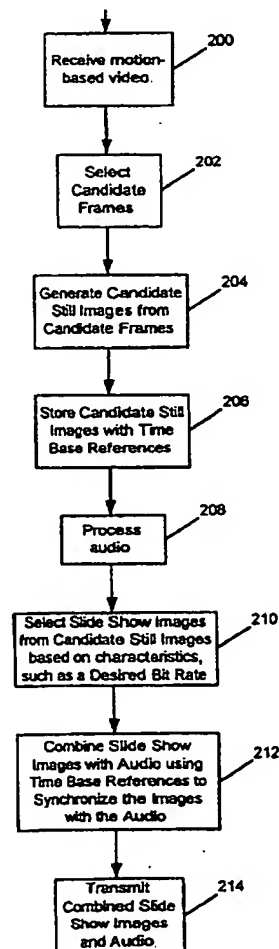 Receive motion-
based video.
200
Select
Candidate
Frames
202
Generate Candidate
Still Images from
Candidate Frames
204
Store Candidate Still
Images with Time
Base References
206
Process
audio
208
Select Slide Show Images
from Candidate Still Images
based on characteristics,
such as a Desired Bit Rate
210
Combine Slide Show
Images with Audio using
Time Base References to
Synchronize the Images
with the Audio
212
Transmit
Combined Slide
Show Images
and Audio
214